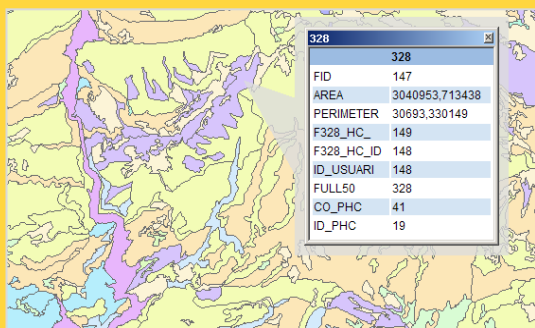 328
328
FID 147
AREA 3040953,713438
PERIMETER 30693,330149
F328_HC_ 149
F328_HC_ID 148
ID_USUARI 148
FULL50 328
CO_PHC 41
ID_PHC 19